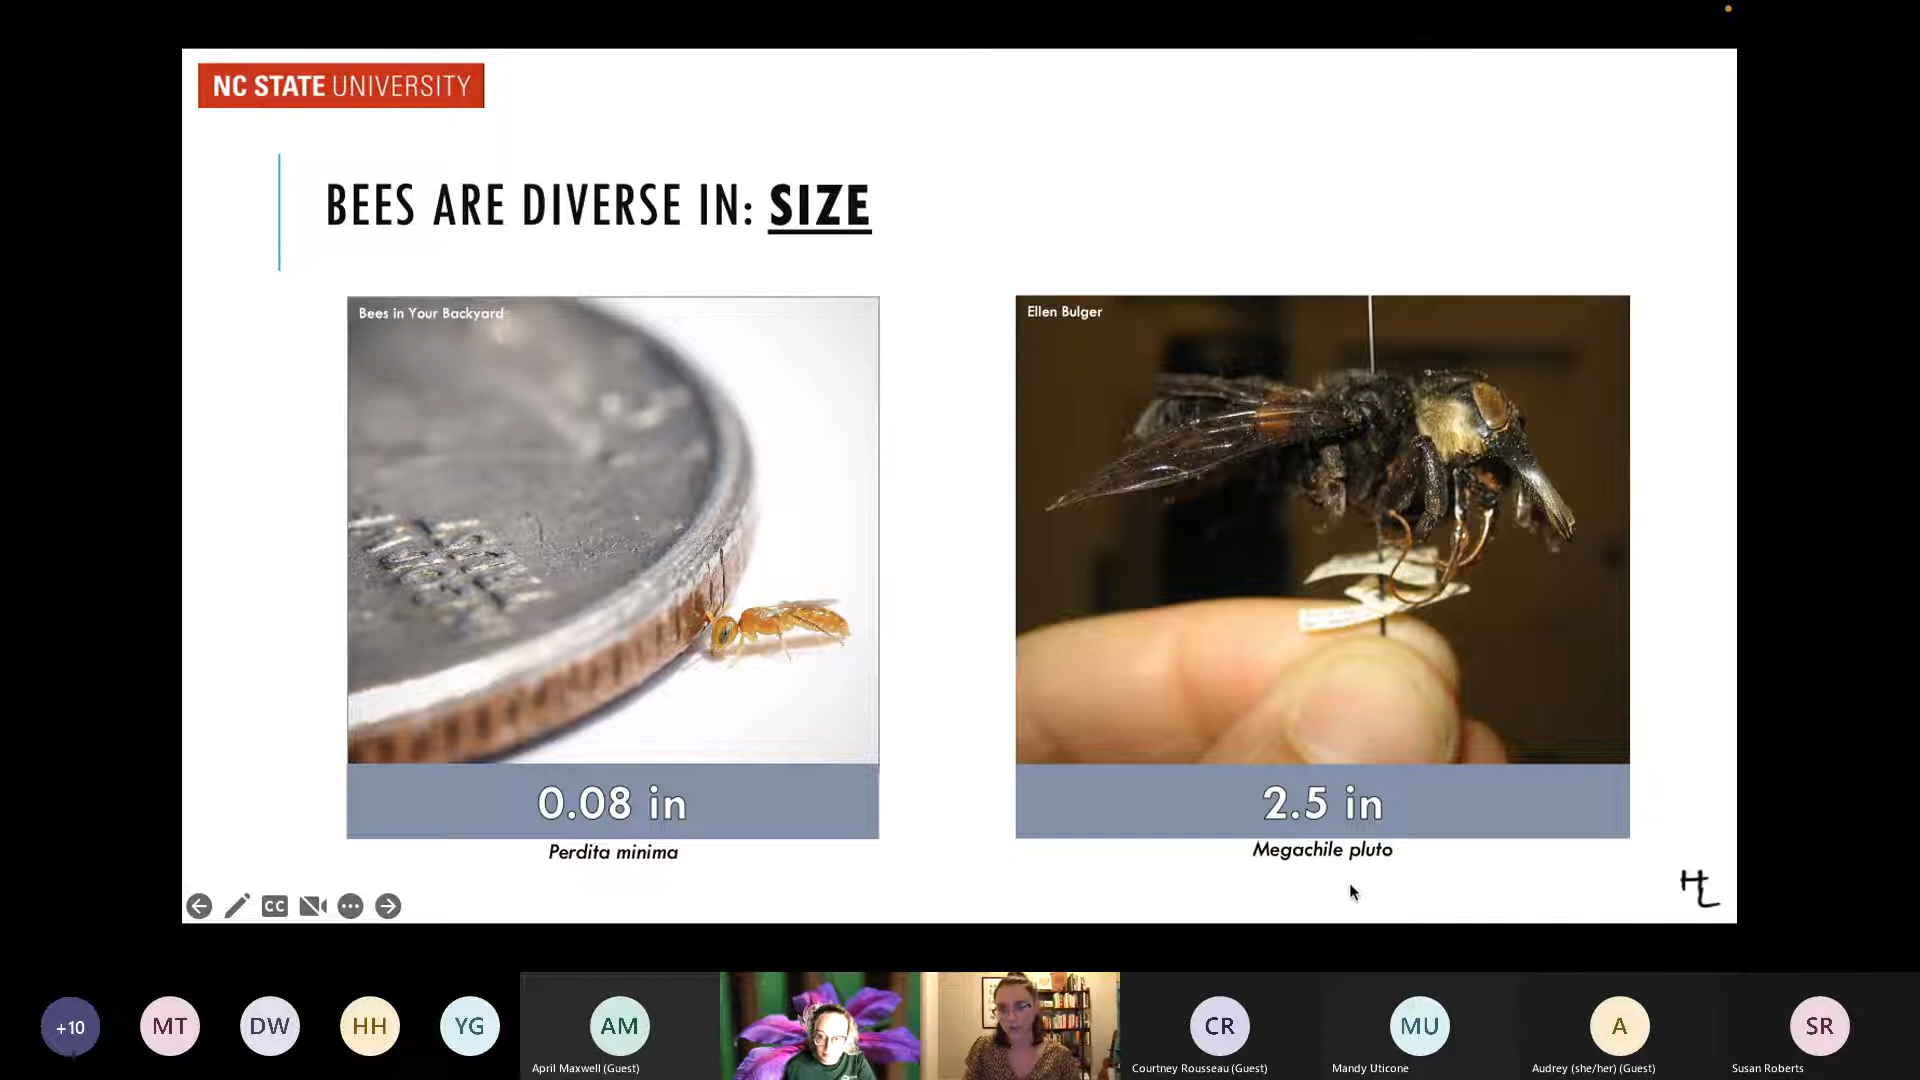 NC STATE UNIVERSITY
BEES ARE DIVERSE IN: SIZE
Bees in Your Backyard
Ellen Bulger
0.08 in
2.5 in
Perdita minima
Megachile pluto
HL
CC
+10
MT
DW
HH
YG
AM
CR
MU
A
SR
April Maxwell (Guest)
Courtney Rousseau (Guest)
Mandy Uticone
Audrey (she/her) (Guest)
Susan Roberts